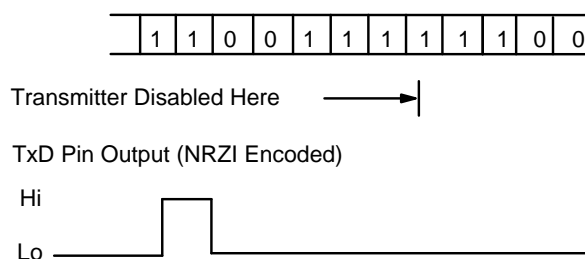 1 1 0 0 1 1 1 1 1 1 0 0
Transmitter Disabled Here
TxD Pin Output (NRZI Encoded)
Hi
Lo